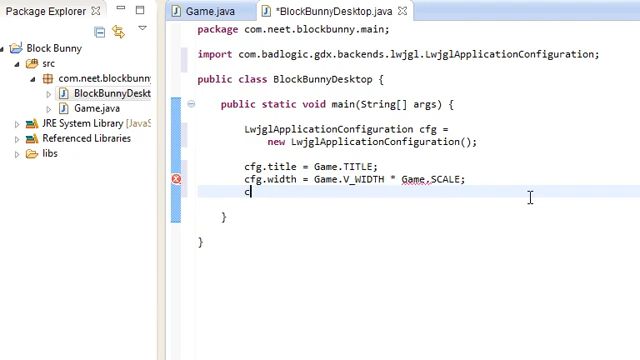 Package Explorer
Game.java
*BlockBunnyDesktop.java
Block Bunny
src
com.neet.blockbunny
BlockBunnyDeskt
Game.java
JRE System Library [JavaS
Referenced Libraries
libs
package com.neet.blockbunny.main;
import com.badlogic.gdx.backends.lwjgl.LwjglApplicationConfiguration;
public class BlockBunnyDesktop {
public static void main(String[] args) {
LwjglApplicationConfiguration cfg =
new LwjglApplicationConfiguration();
cfg.title = Game.TITLE;
cfg.width = Game.V_WIDTH * Game,SCALE;
c
}
}